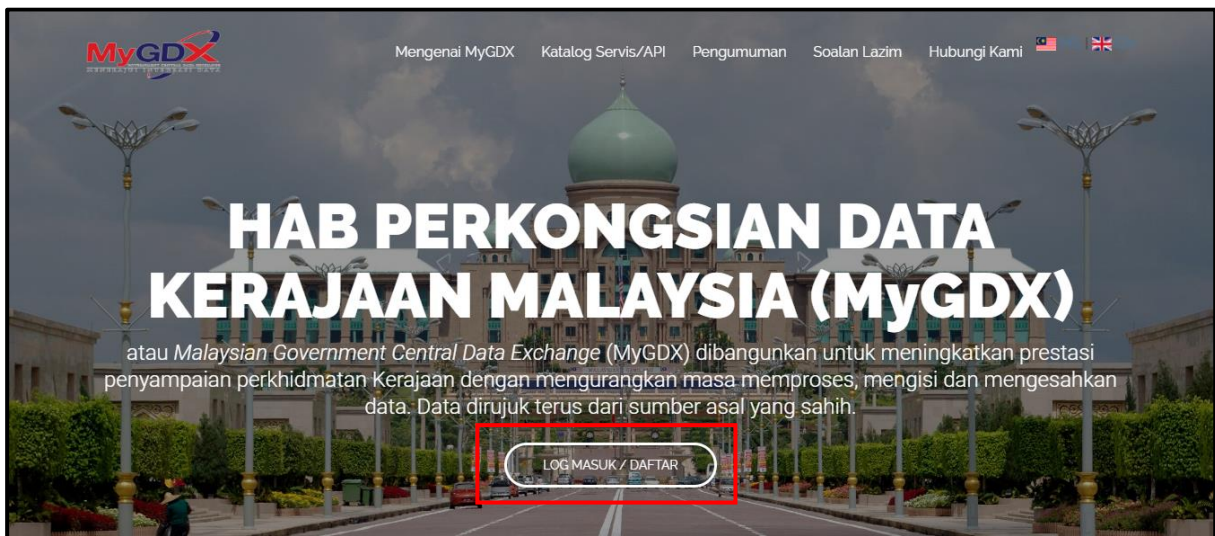 MyGDX
Mengenai MyGDX Katalog Servis/API Pengumuman Soalan Lazim Hubungi Kami
HAB PERKONGSIAN DATA
KERAJAAN MALAYSIA (MyGDX)
atau Malaysian Government Central Data Exchange (MyGDX) dibangunkan untuk meningkatkan prestasi
penyampaian perkhidmatan Kerajaan dengan mengurangkan masa memproses, mengisi dan mengesahkan
data. Data dirujuk terus dari sumber asal yang sahih.
LOG MASUK / DAFTAR